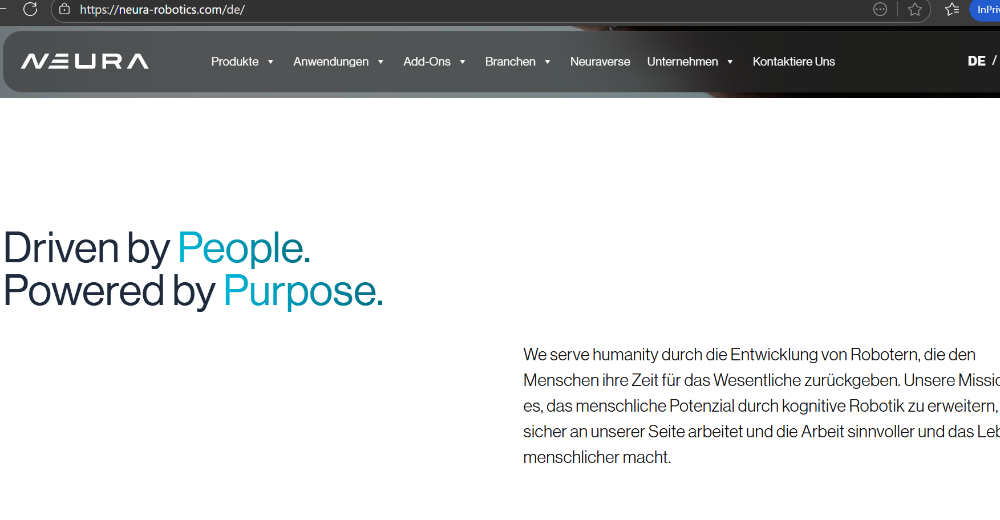 https://neura-robotics.com/de/
InPri
NEURA
Produkte Anwendungen Add-Ons Branchen Neuraverse Unternehmen Kontaktiere Uns
DE /
Driven by People.
Powered by Purpose.
We serve humanity durch die Entwicklung von Robotern, die den
Menschen ihre Zeit für das Wesentliche zurückgeben. Unsere
es, das menschliche Potenzial durch kognitive Robotik zu erweitern,
sicher an unserer Seite arbeitet und die Arbeit sinnvoller und das
menschlicher macht.